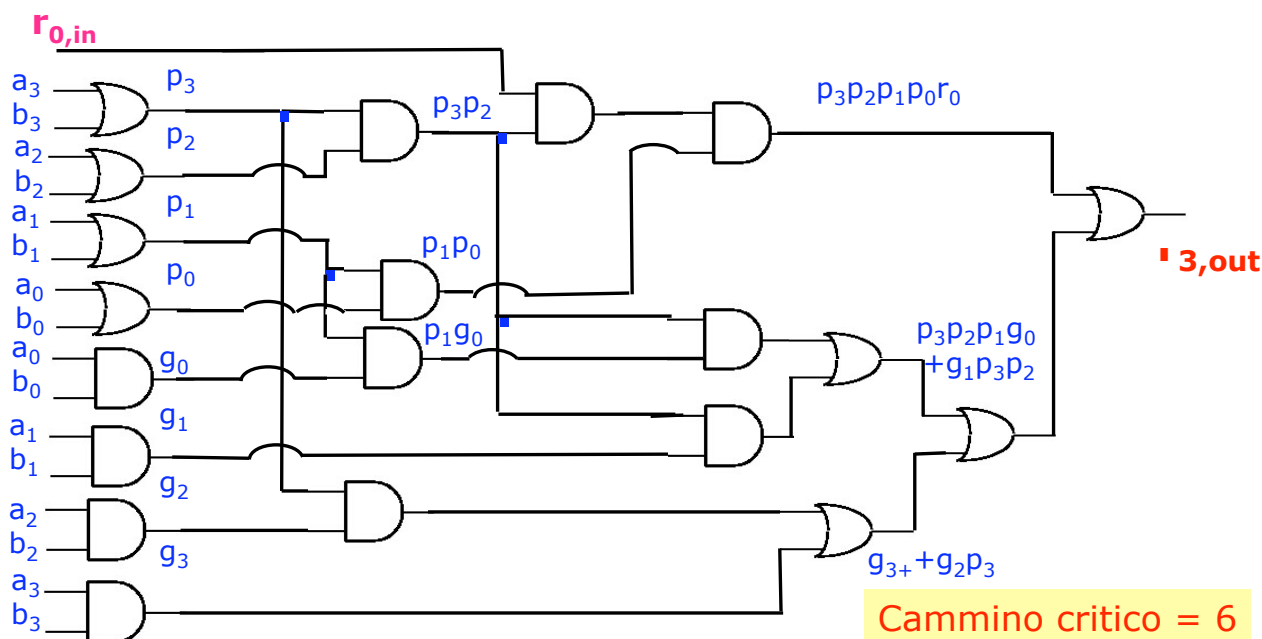 r0,in
a3
b3
p3
a2
b2
p2
a1
b1
p1
a0
b0
p0
a0
b0
g0
a1
b1
g1
a2
b2
g2
a3
b3
g3
p3p2
p1p0
p1g0
p3p2p1p0r0
p3p2p1g0
+g1p3p2
g3++g2p3
3,out
Cammino critico = 6